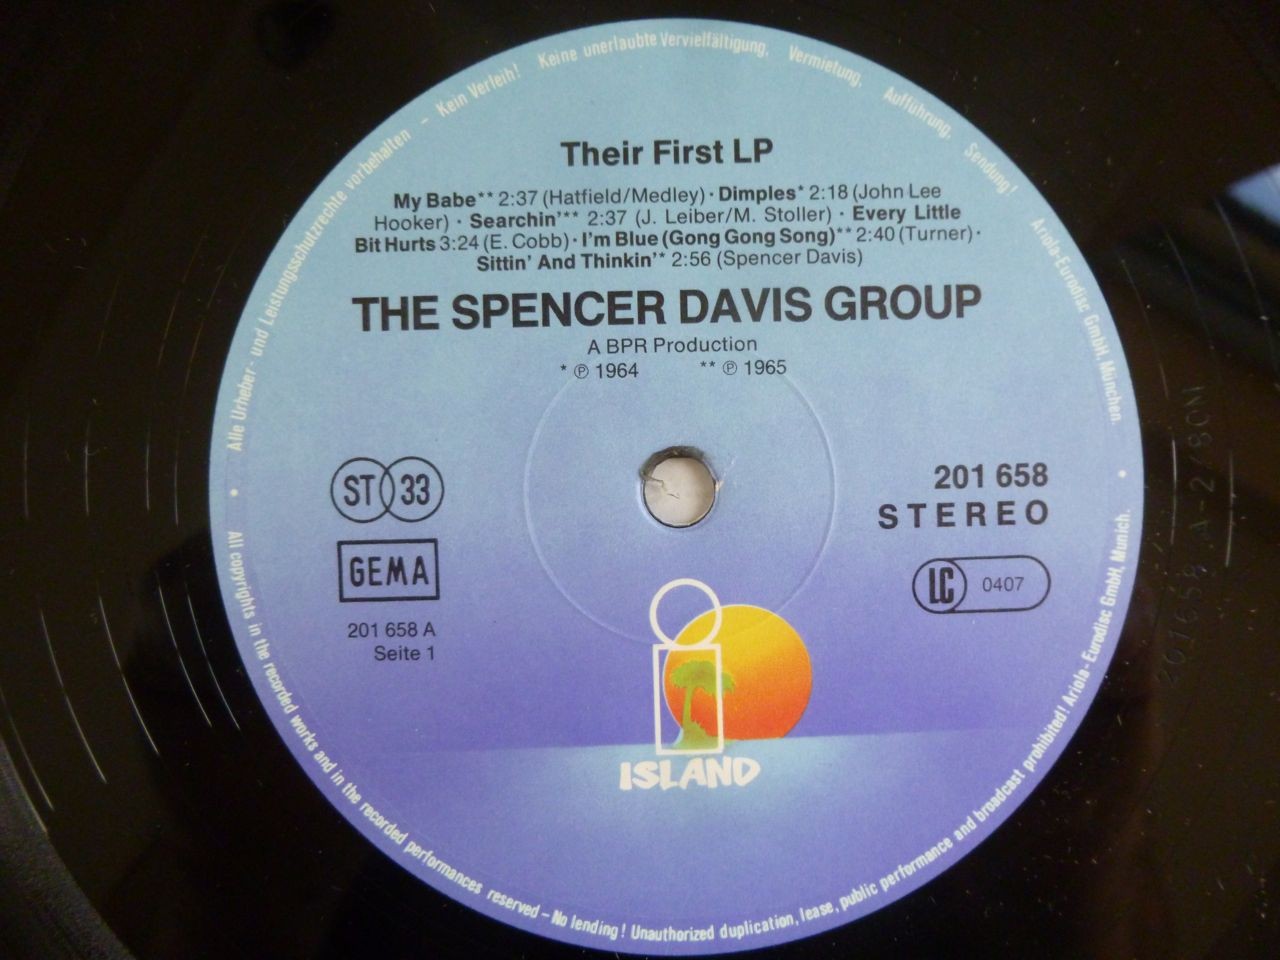 Alle Urheber- und Leistungsschutzrechte vorbehalten – Kein Verleih! Keine unerlaubte Vervielfältigung, Vermietung, Aufführung, Sendung! Ariola-Eurodisc GmbH, München.
Their First LP
My Babe** 2:37 (Hatfield/Medley) · Dimples* 2:18 (John Lee
Hooker) · Searchin'** 2:37 (J. Leiber/M. Stoller) · Every Little
Bit Hurts 3:24 (E. Cobb) · I'm Blue (Gong Gong Song)** 2:40 (Turner) ·
Sittin' And Thinkin'* 2:56 (Spencer Davis)
THE SPENCER DAVIS GROUP
A BPR Production
* ℗ 1964 ** ℗ 1965
ST 33
201 658
STEREO
GEMA
LC 0407
201 658 A
Seite 1
ISLAND
All copyrights in the recorded works and in the recorded performances reserved – No lending! Unauthorized duplication, lease, public performance and broadcast prohibited! Ariola-Eurodisc GmbH, Munich.